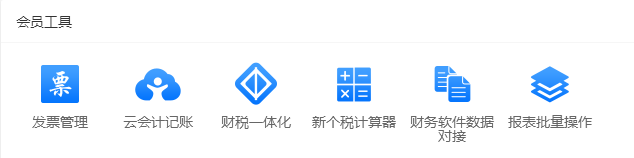 会员工具
票
发票管理
云会计记账
财税一体化
新个税计算器
财务软件数据
对接
报表批量操作